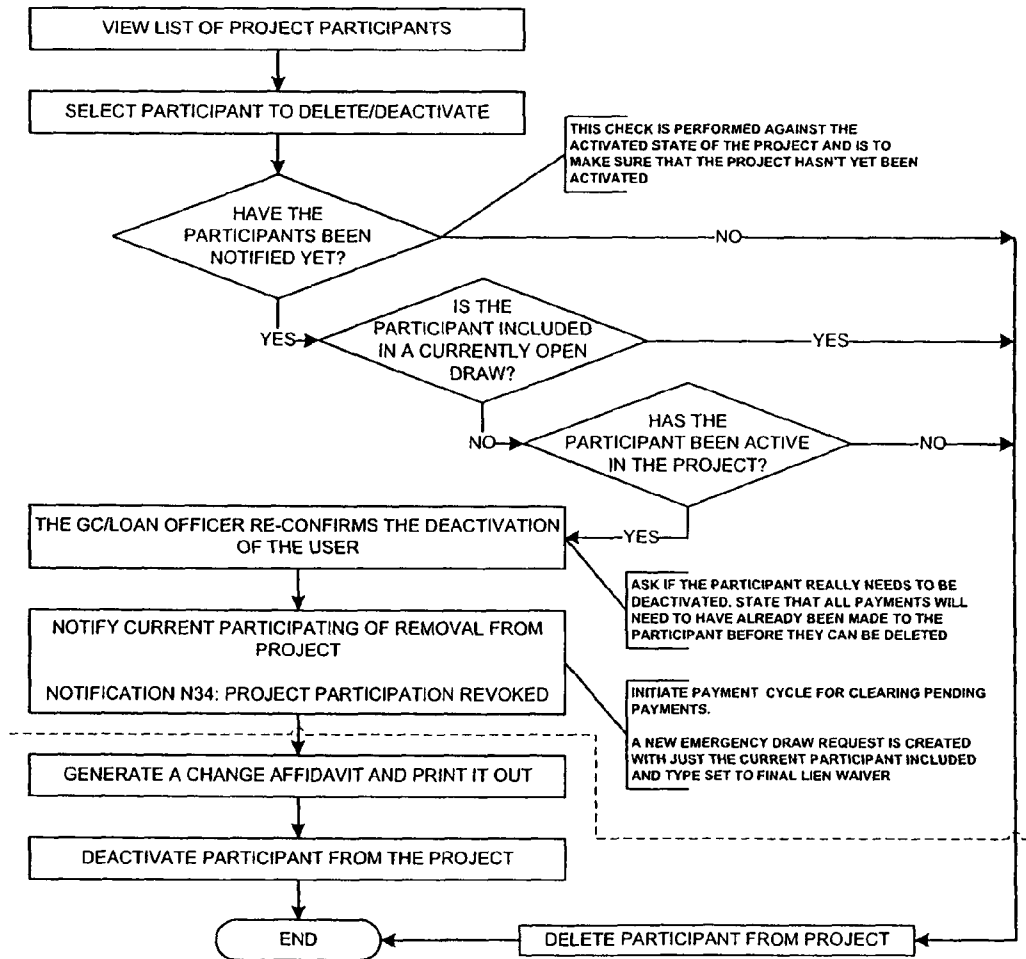 VIEW LIST OF PROJECT PARTICIPANTS
SELECT PARTICIPANT TO DELETE/DEACTIVATE
THIS CHECK IS PERFORMED AGAINST THE
ACTIVATED STATE OF THE PROJECT AND IS TO
MAKE SURE THAT THE PROJECT HASN'T YET BEEN
ACTIVATED
HAVE THE
PARTICIPANTS BEEN
NOTIFIED YET?
NO
IS THE
PARTICIPANT INCLUDED
IN A CURRENTLY OPEN
DRAW?
YES
YES
HAS THE
PARTICIPANT BEEN ACTIVE
IN THE PROJECT?
NO
NO
THE GC/LOAN OFFICER RE-CONFIRMS THE DEACTIVATION
OF THE USER
YES
ASK IF THE PARTICIPANT REALLY NEEDS TO BE
DEACTIVATED. STATE THAT ALL PAYMENTS WILL
NEED TO HAVE ALREADY BEEN MADE TO THE
PARTICIPANT BEFORE THEY CAN BE DELETED
NOTIFY CURRENT PARTICIPATING OF REMOVAL FROM
PROJECT
NOTIFICATION N34: PROJECT PARTICIPATION REVOKED
INITIATE PAYMENT CYCLE FOR CLEARING PENDING
PAYMENTS.
A NEW EMERGENCY DRAW REQUEST IS CREATED
WITH JUST THE CURRENT PARTICIPANT INCLUDED
AND TYPE SET TO FINAL LIEN WAIVER
GENERATE A CHANGE AFFIDAVIT AND PRINT IT OUT
DEACTIVATE PARTICIPANT FROM THE PROJECT
END
DELETE PARTICIPANT FROM PROJECT